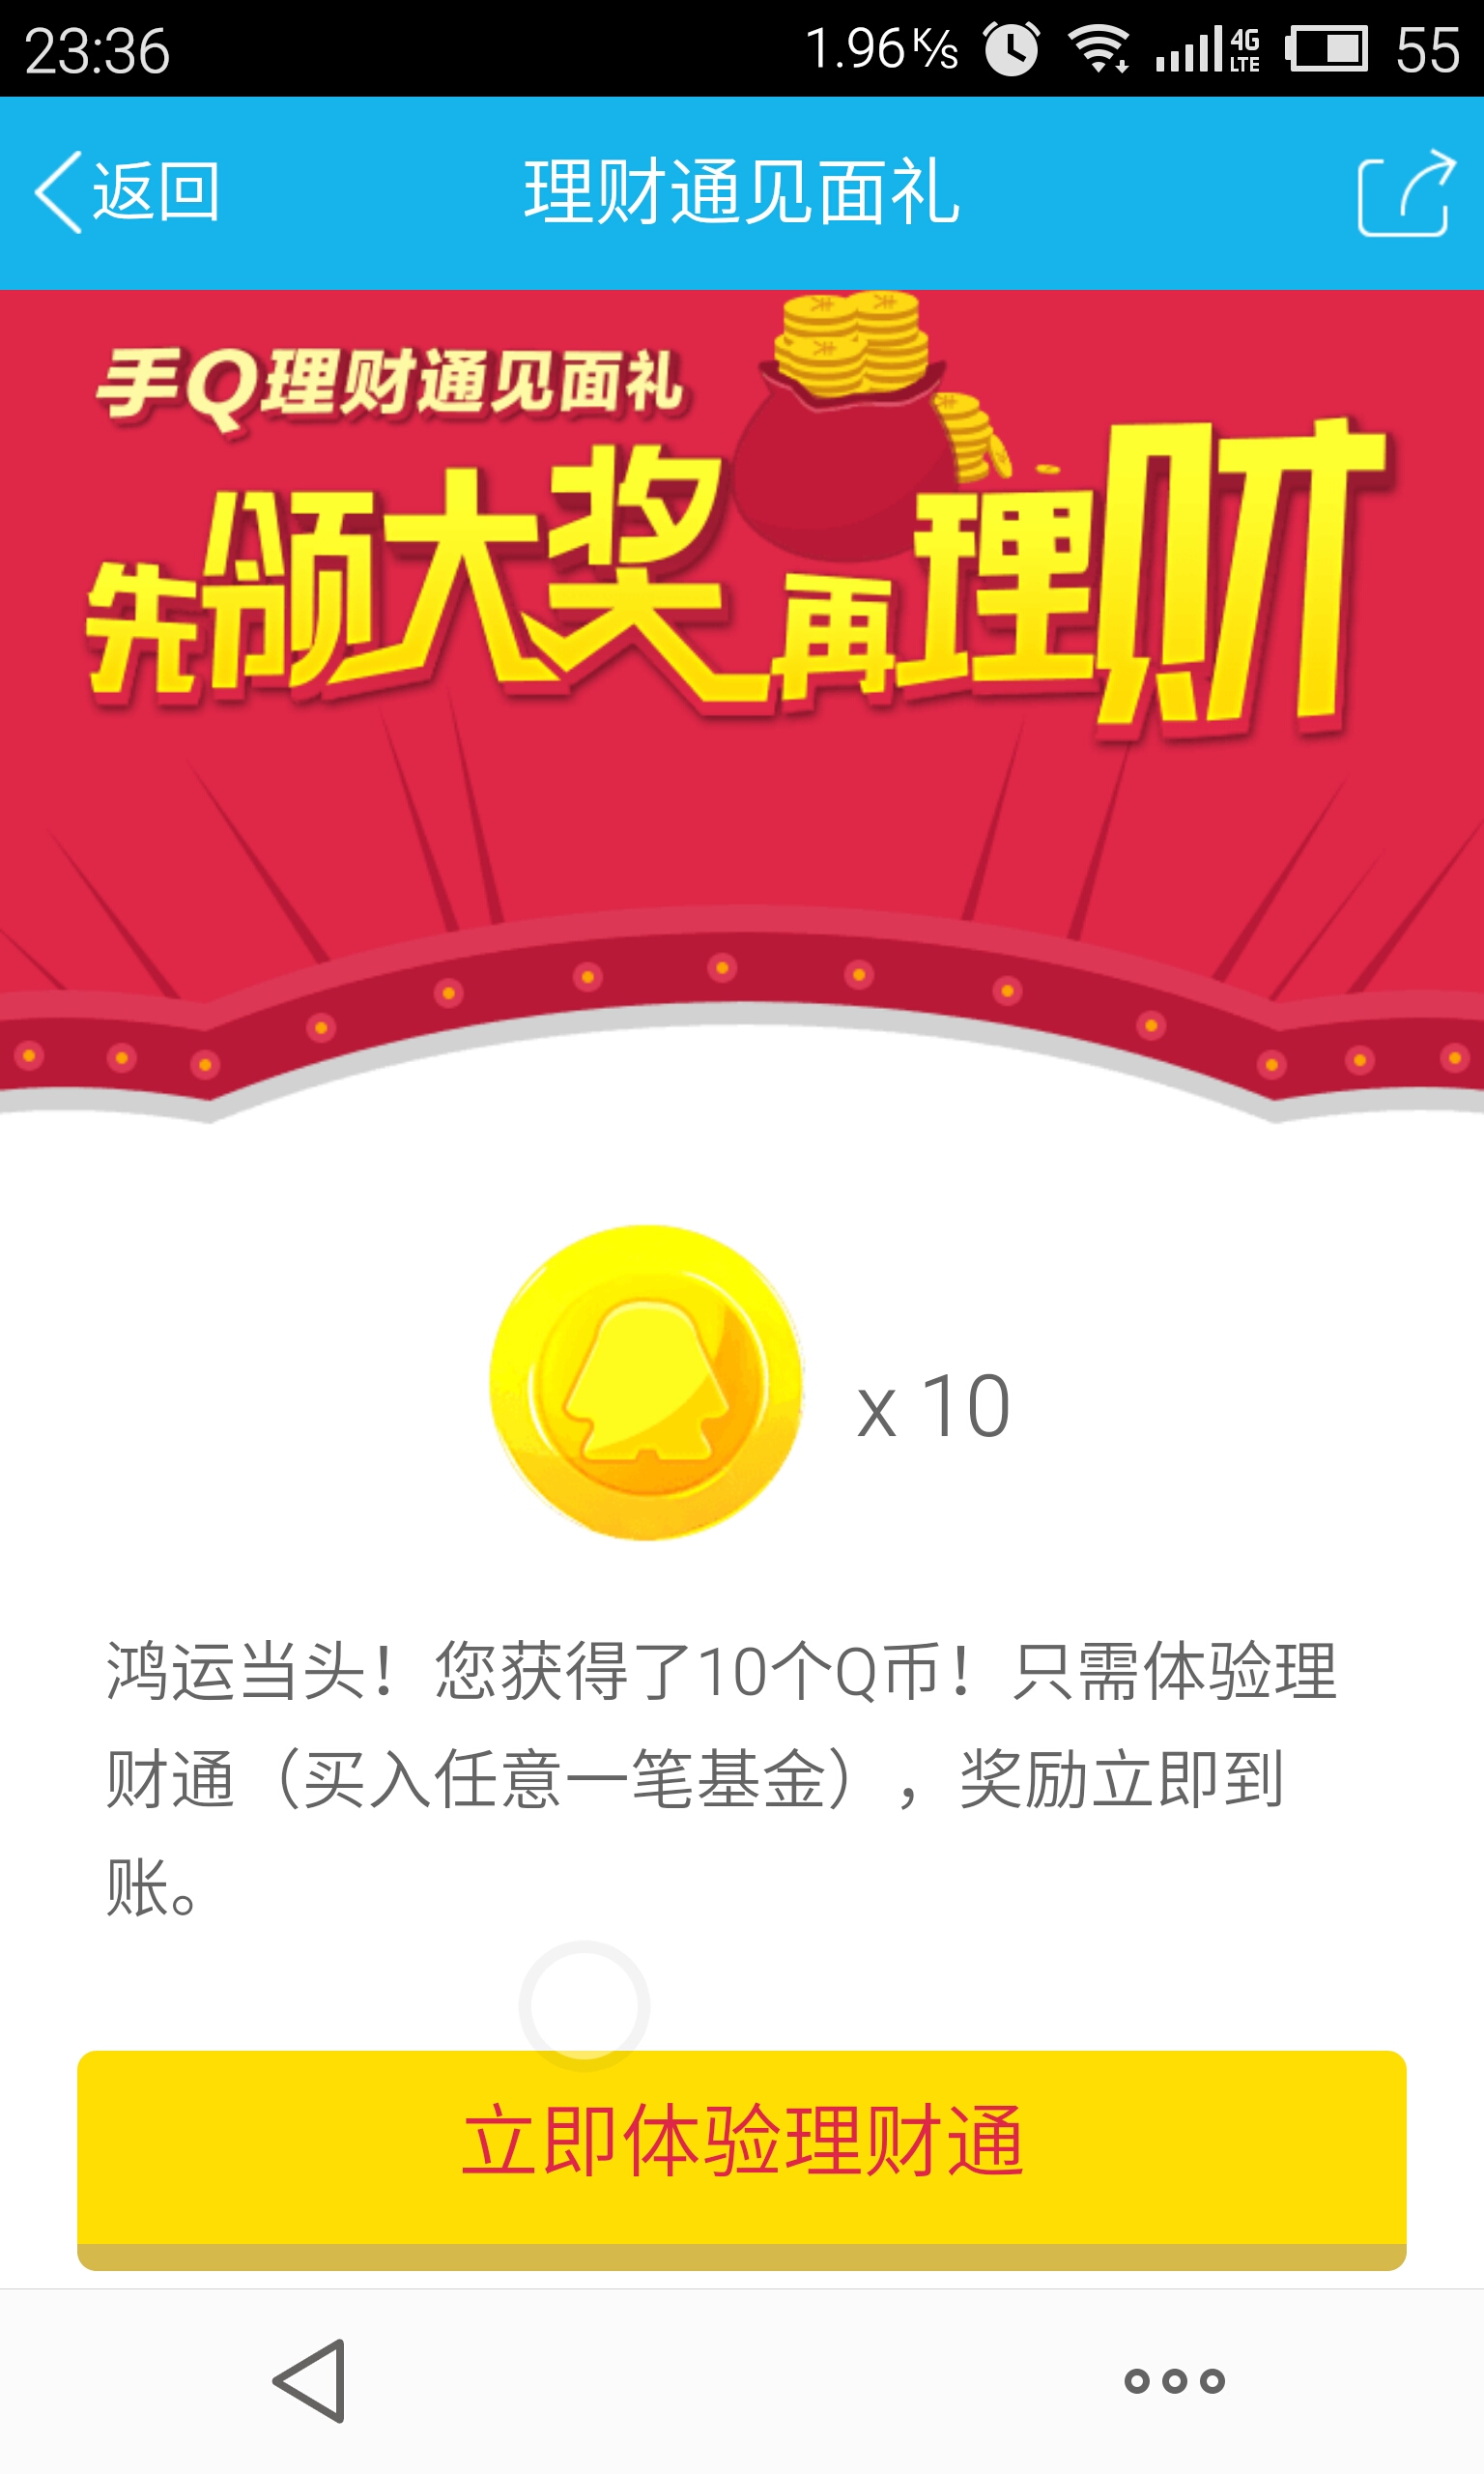 23:36 1.96 K/s 4G LTE 55
返回 理财通见面礼
手Q理财通见面礼
先领大奖再理财
x 10
鸿运当头！您获得了10个Q币！只需体验理
财通（买入任意一笔基金），奖励立即到
账。
立即体验理财通